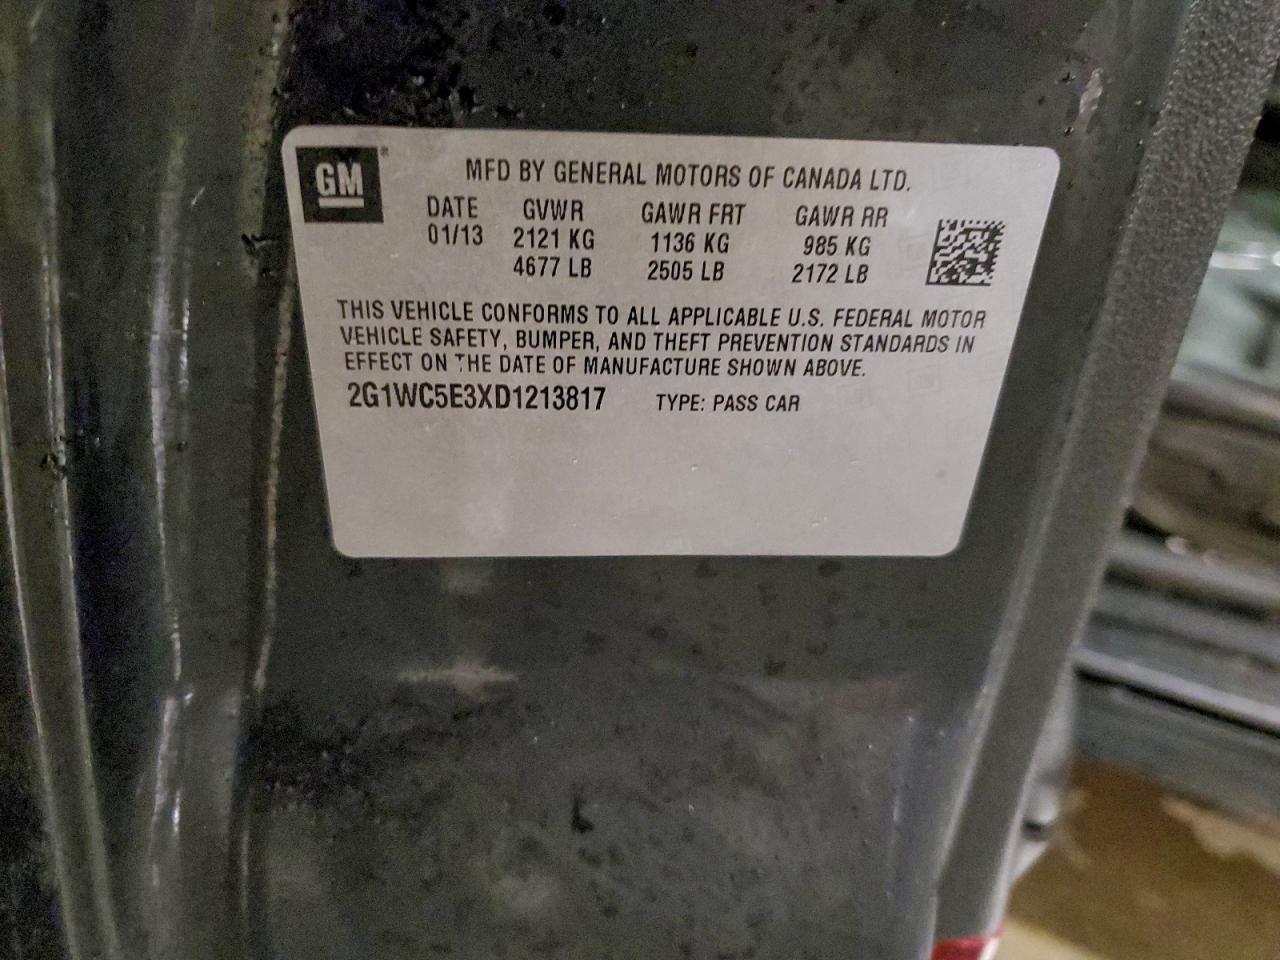 GM
MFD BY GENERAL MOTORS OF CANADA LTD.
DATE GVWR GAWR FRT GAWR RR
01/13 2121 KG 1136 KG 985 KG
4677 LB 2505 LB 2172 LB
THIS VEHICLE CONFORMS TO ALL APPLICABLE U.S. FEDERAL MOTOR
VEHICLE SAFETY, BUMPER, AND THEFT PREVENTION STANDARDS IN
EFFECT ON THE DATE OF MANUFACTURE SHOWN ABOVE.
2G1WC5E3XD1213817 TYPE: PASS CAR